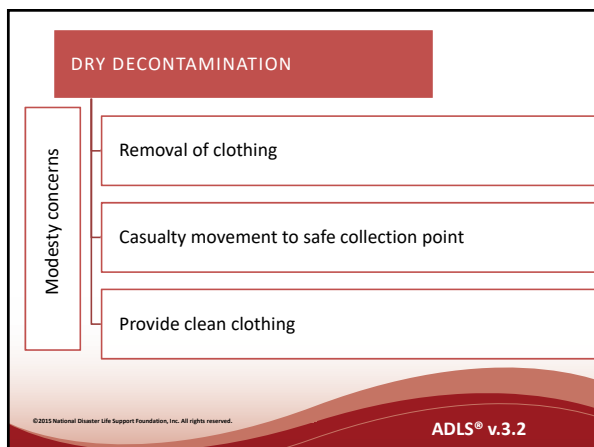 DRY DECONTAMINATION
Modesty concerns
Removal of clothing
Casualty movement to safe collection point
Provide clean clothing
©2015 National Disaster Life Support Foundation, Inc. All rights reserved.
ADLS® v.3.2